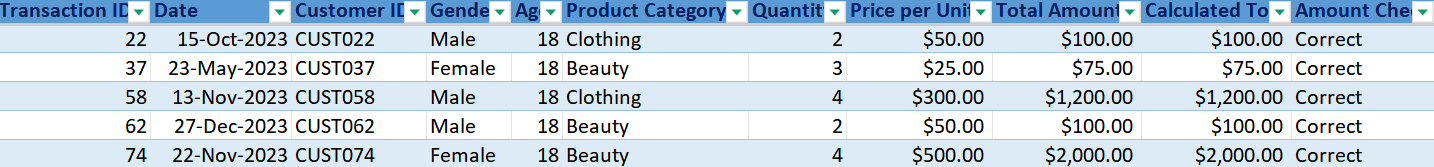 Transaction ID Date Customer ID Gende Ag Product Category Quantit Price per Uni Total Amount Calculated To Amount Che
22 15-Oct-2023 CUST022 Male 18 Clothing 2 $50.00 $100.00 $100.00 Correct
37 23-May-2023 CUST037 Female 18 Beauty 3 $25.00 $75.00 $75.00 Correct
58 13-Nov-2023 CUST058 Male 18 Clothing 4 $300.00 $1,200.00 $1,200.00 Correct
62 27-Dec-2023 CUST062 Male 18 Beauty 2 $50.00 $100.00 $100.00 Correct
74 22-Nov-2023 CUST074 Female 18 Beauty 4 $500.00 $2,000.00 $2,000.00 Correct